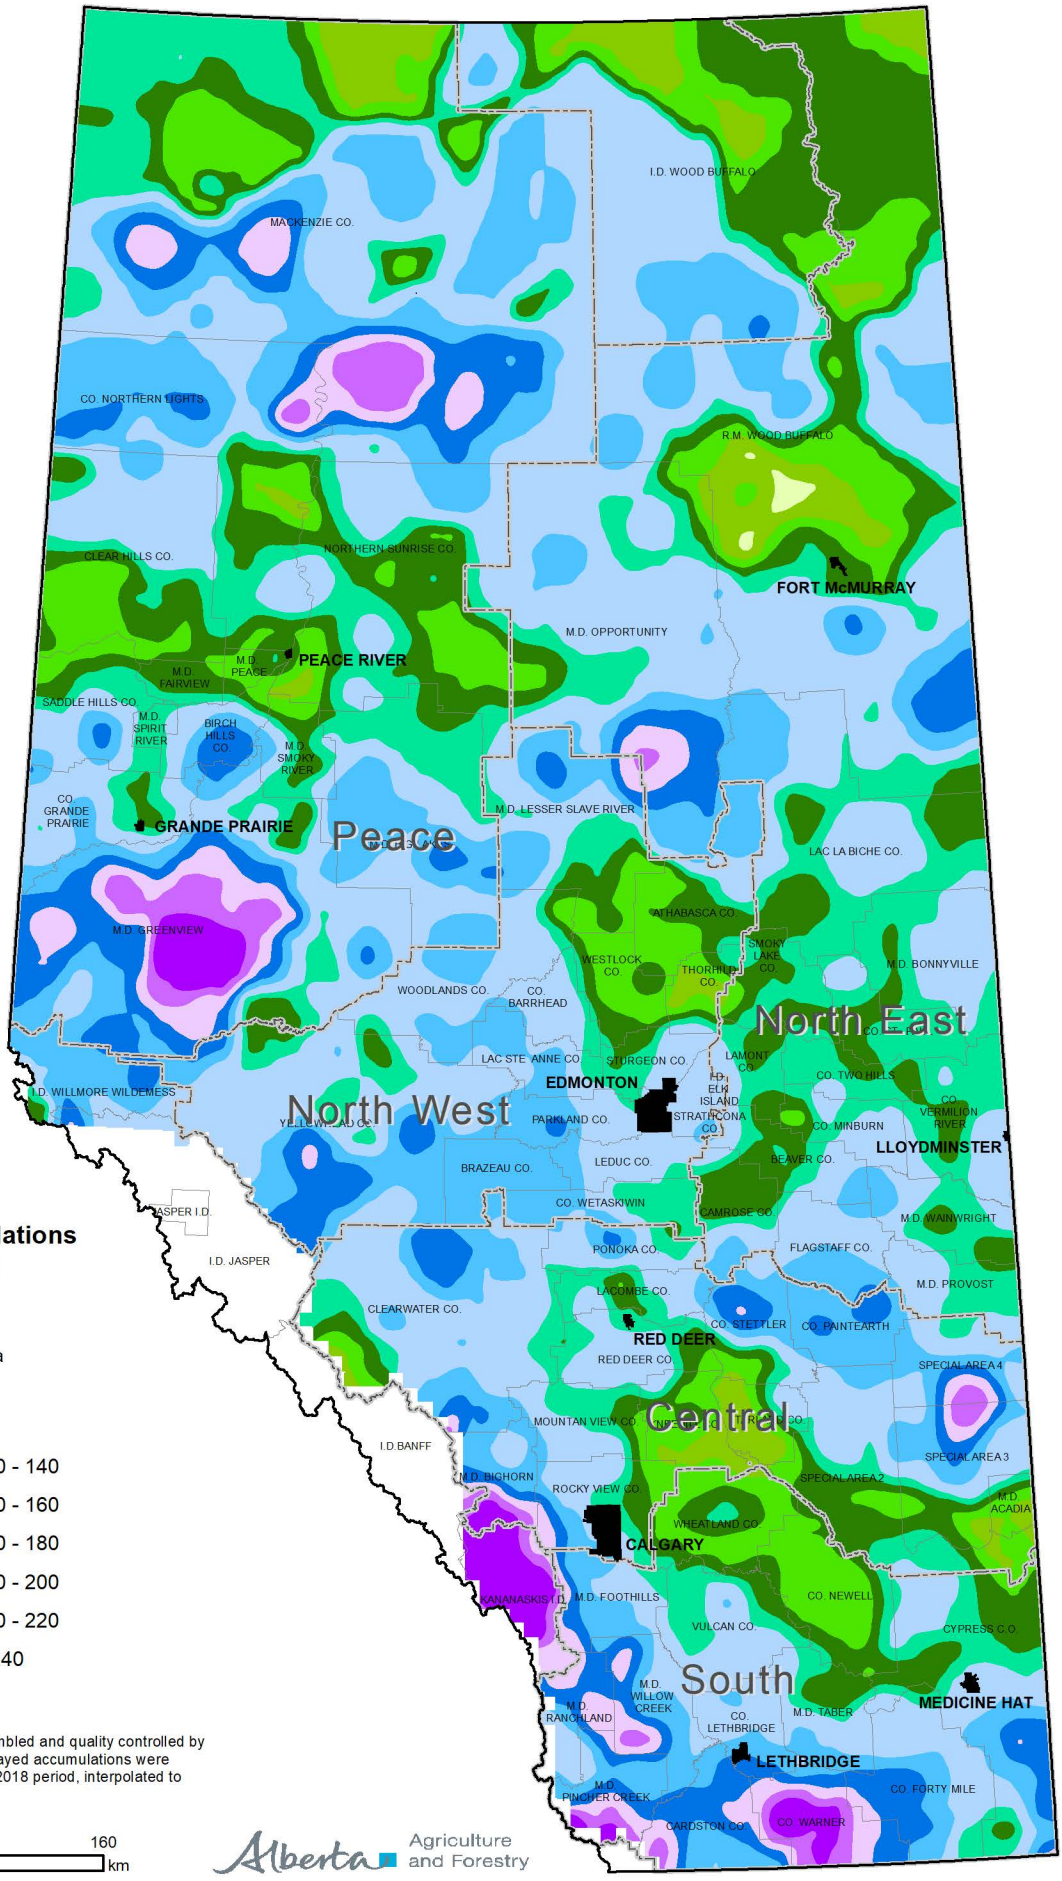 I.D. WOOD BUFFALO
MACKENZIE CO.
CO. NORTHERN LIGHTS
R.M. WOOD BUFFALO
CLEAR HILLS CO.
NORTHERN SUNRISE CO.
FORT McMURRAY
M.D. OPPORTUNITY
PEACE RIVER
M.D.
PEACE
M.D.
FAIRVIEW
SADDLE HILLS CO.
M.D.
SPIRIT
RIVER
BIRCH
HILLS
CO.
M.D.
SMOKY
RIVER
CO.
GRANDE
PRAIRIE
GRANDE PRAIRIE
Peace
M.D. LESSER SLAVE RIVER
LAC LA BICHE CO.
M.D. GREENVIEW
ATHABASCA CO.
WESTLOCK
CO.
THORHILD
CO.
SMOKY
LAKE
CO.
M.D. BONNYVILLE
WOODLANDS CO.
CO.
BARRHEAD
North East
LAC STE ANNE CO.
STURGEON CO.
LAMONT
CO.
CO. TWO HILLS
EDMONTON
I.D.
ELK
ISLAND
I.D. WILLMORE WILDEMESS
North West
PARKLAND CO.
STRATHCONA
CO.
CO.
VERMILION
RIVER
CO. MINBURN
LLOYDMINSTER
BRAZEAU CO.
LEDUC CO.
BEAVER CO.
CO. WETASKIWIN
CAMROSE CO.
M.D. WAINWRIGHT
JASPER I.D.
I.D. JASPER
lations
PONOKA CO.
FLAGSTAFF CO.
M.D. PROVOST
LACOMBE CO.
CLEARWATER CO.
CO. STETTLER
CO. PAINTEARTH
RED DEER
RED DEER CO.
SPECIAL AREA 4
a
MOUNTAN VIEW CO.
Central
I.D.BANFF
SPECIAL AREA 3
0 - 140
M.D. BIGHORN
ROCKY VIEW CO.
SPECIAL AREA 2
M.D.
ACADIA
0 - 160
WHEATLAND CO.
0 - 180
CALGARY
0 - 200
KANANASKIS I.D.
M.D. FOOTHILLS
CO. NEWELL
0 - 220
VULCAN CO.
CYPRESS C.O.
40
South
M.D.
WILLOW
CREEK
M.D.
RANCHLAND
MEDICINE HAT
CO.
LETHBRIDGE
M.D. TABER
mbled and quality controlled by
ayed accumulations were
2018 period, interpolated to
LETHBRIDGE
M.D.
PINCHER CREEK
CO. FORTY MILE
CARDSTON CO.
CO. WARNER
160
km
Alberta
Agriculture
and Forestry